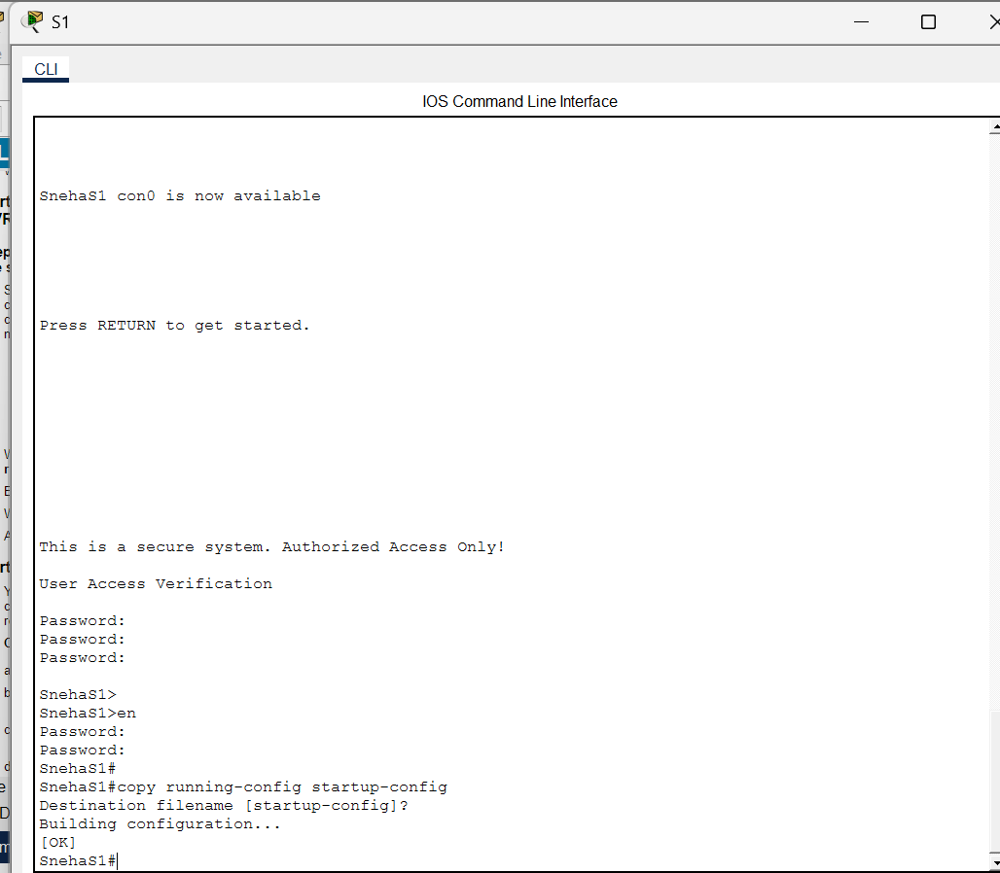 S1
CLI
IOS Command Line Interface
SnehaS1 con0 is now available
Press RETURN to get started.
This is a secure system. Authorized Access Only!
User Access Verification
Password:
Password:
Password:
SnehaS1>
SnehaS1>en
Password:
Password:
SnehaS1#
SnehaS1#copy running-config startup-config
Destination filename [startup-config]?
Building configuration...
[OK]
SnehaS1#